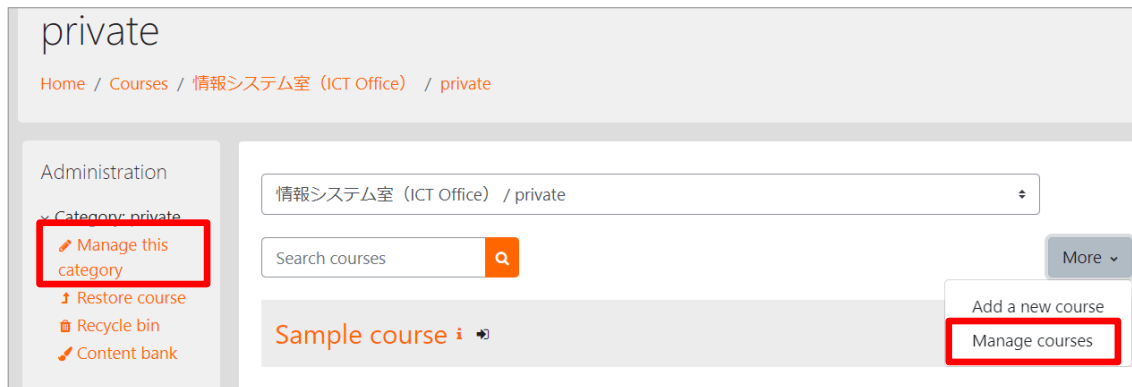 private
Home / Courses / 情報システム室（ICT Office） / private
Administration
Category: private
Manage this
category
Restore course
Recycle bin
Content bank
情報システム室（ICT Office） / private
Search courses
More
Add a new course
Manage courses
Sample course